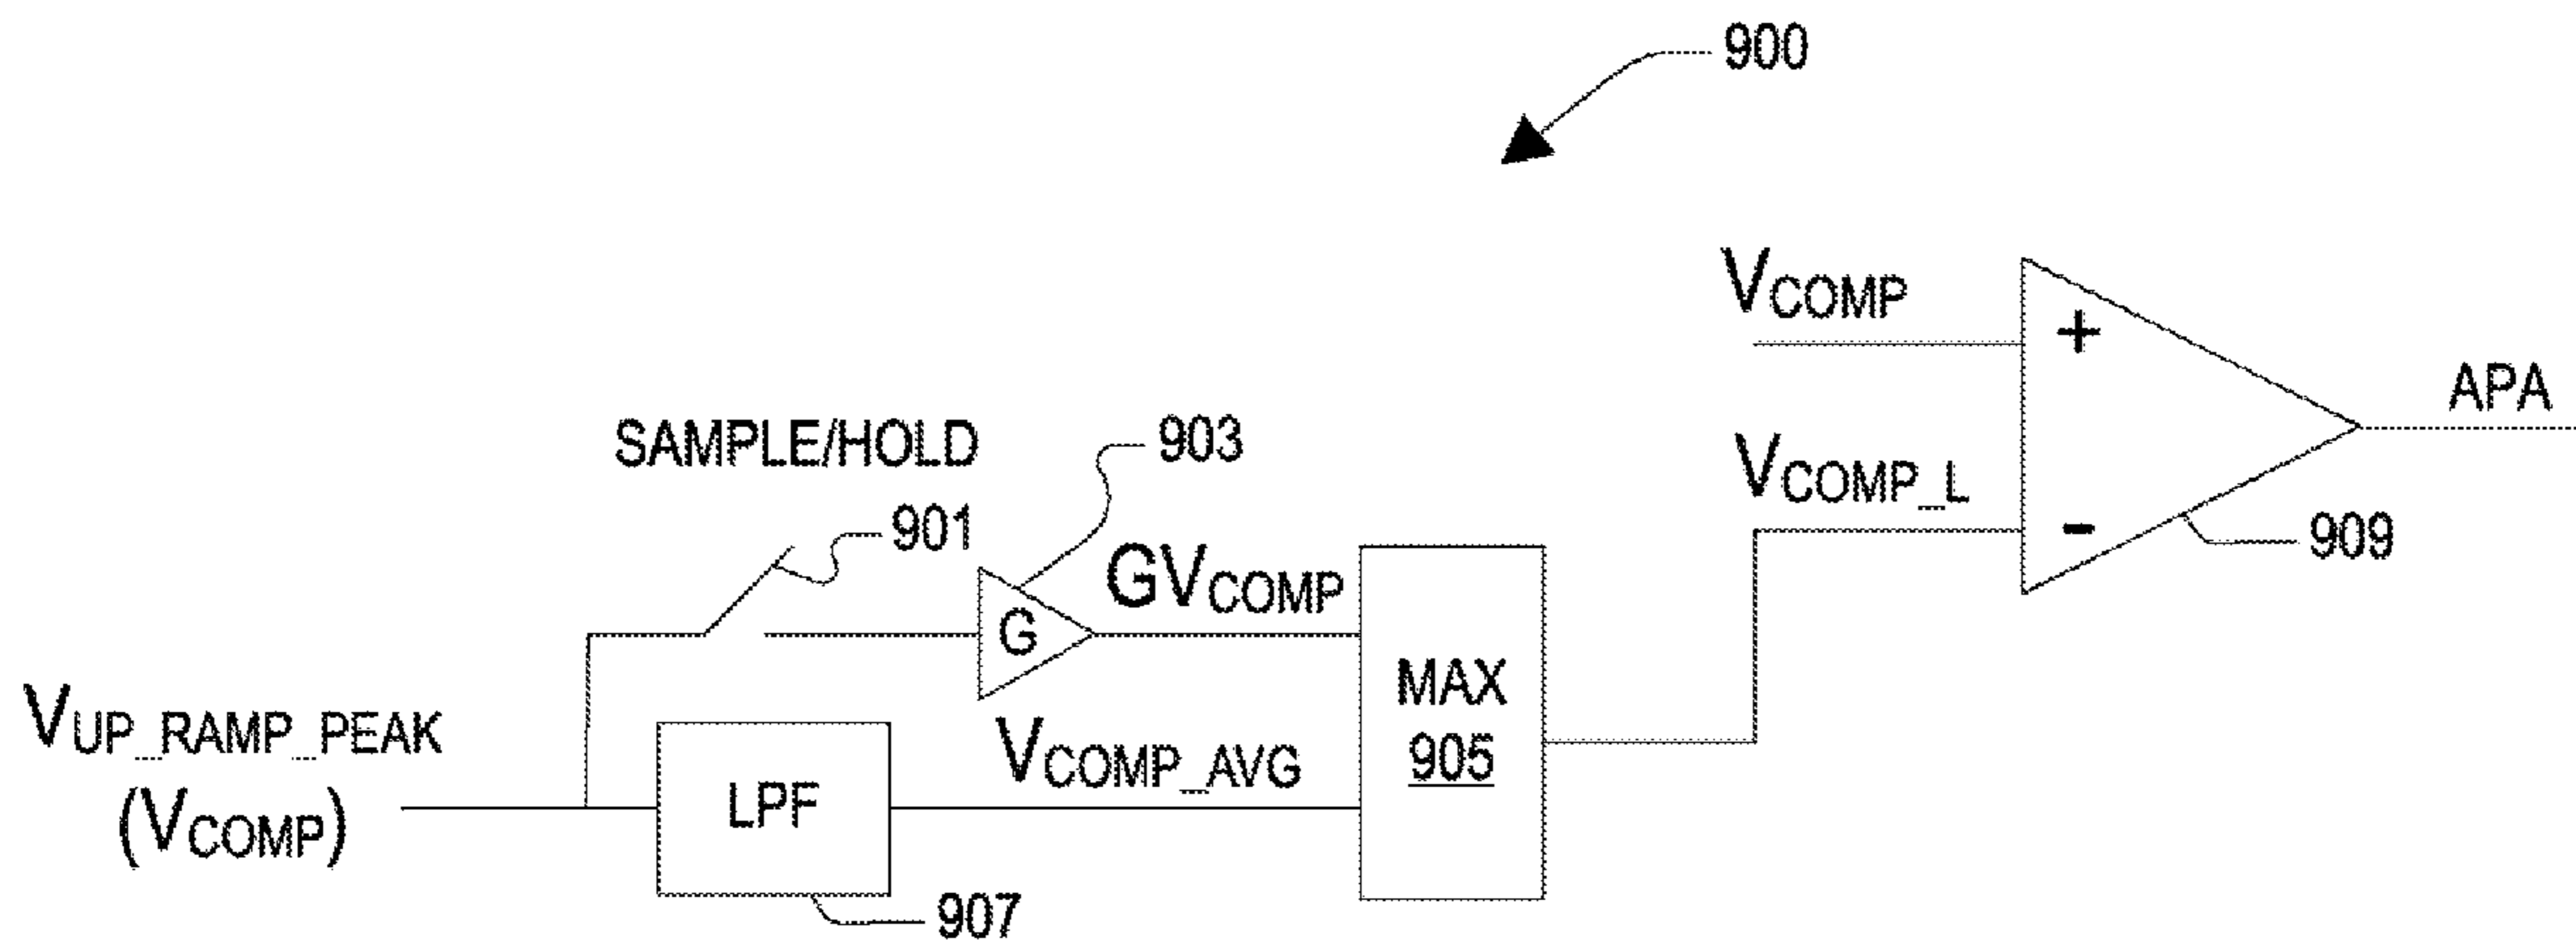 900
VCOMP
+
APA
SAMPLE/HOLD
903
VCOMP_L
901
-
909
GVCOMP
G
MAX
905
VUP_RAMP_PEAK
(VCOMP)
LPF
VCOMP_AVG
907